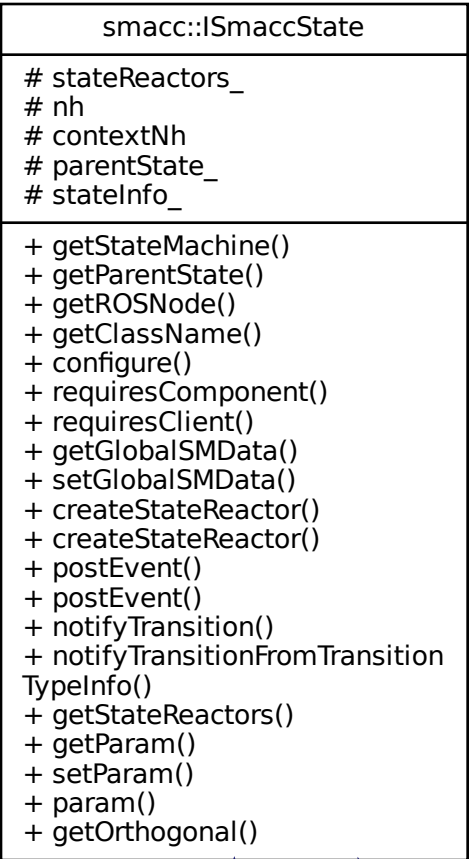 smacc::ISmaccState
# stateReactors_
# nh
# contextNh
# parentState_
# stateInfo_
+ getStateMachine()
+ getParentState()
+ getROSNode()
+ getClassName()
+ configure()
+ requiresComponent()
+ requiresClient()
+ getGlobalSMData()
+ setGlobalSMData()
+ createStateReactor()
+ createStateReactor()
+ postEvent()
+ postEvent()
+ notifyTransition()
+ notifyTransitionFromTransition
TypeInfo()
+ getStateReactors()
+ getParam()
+ setParam()
+ param()
+ getOrthogonal()